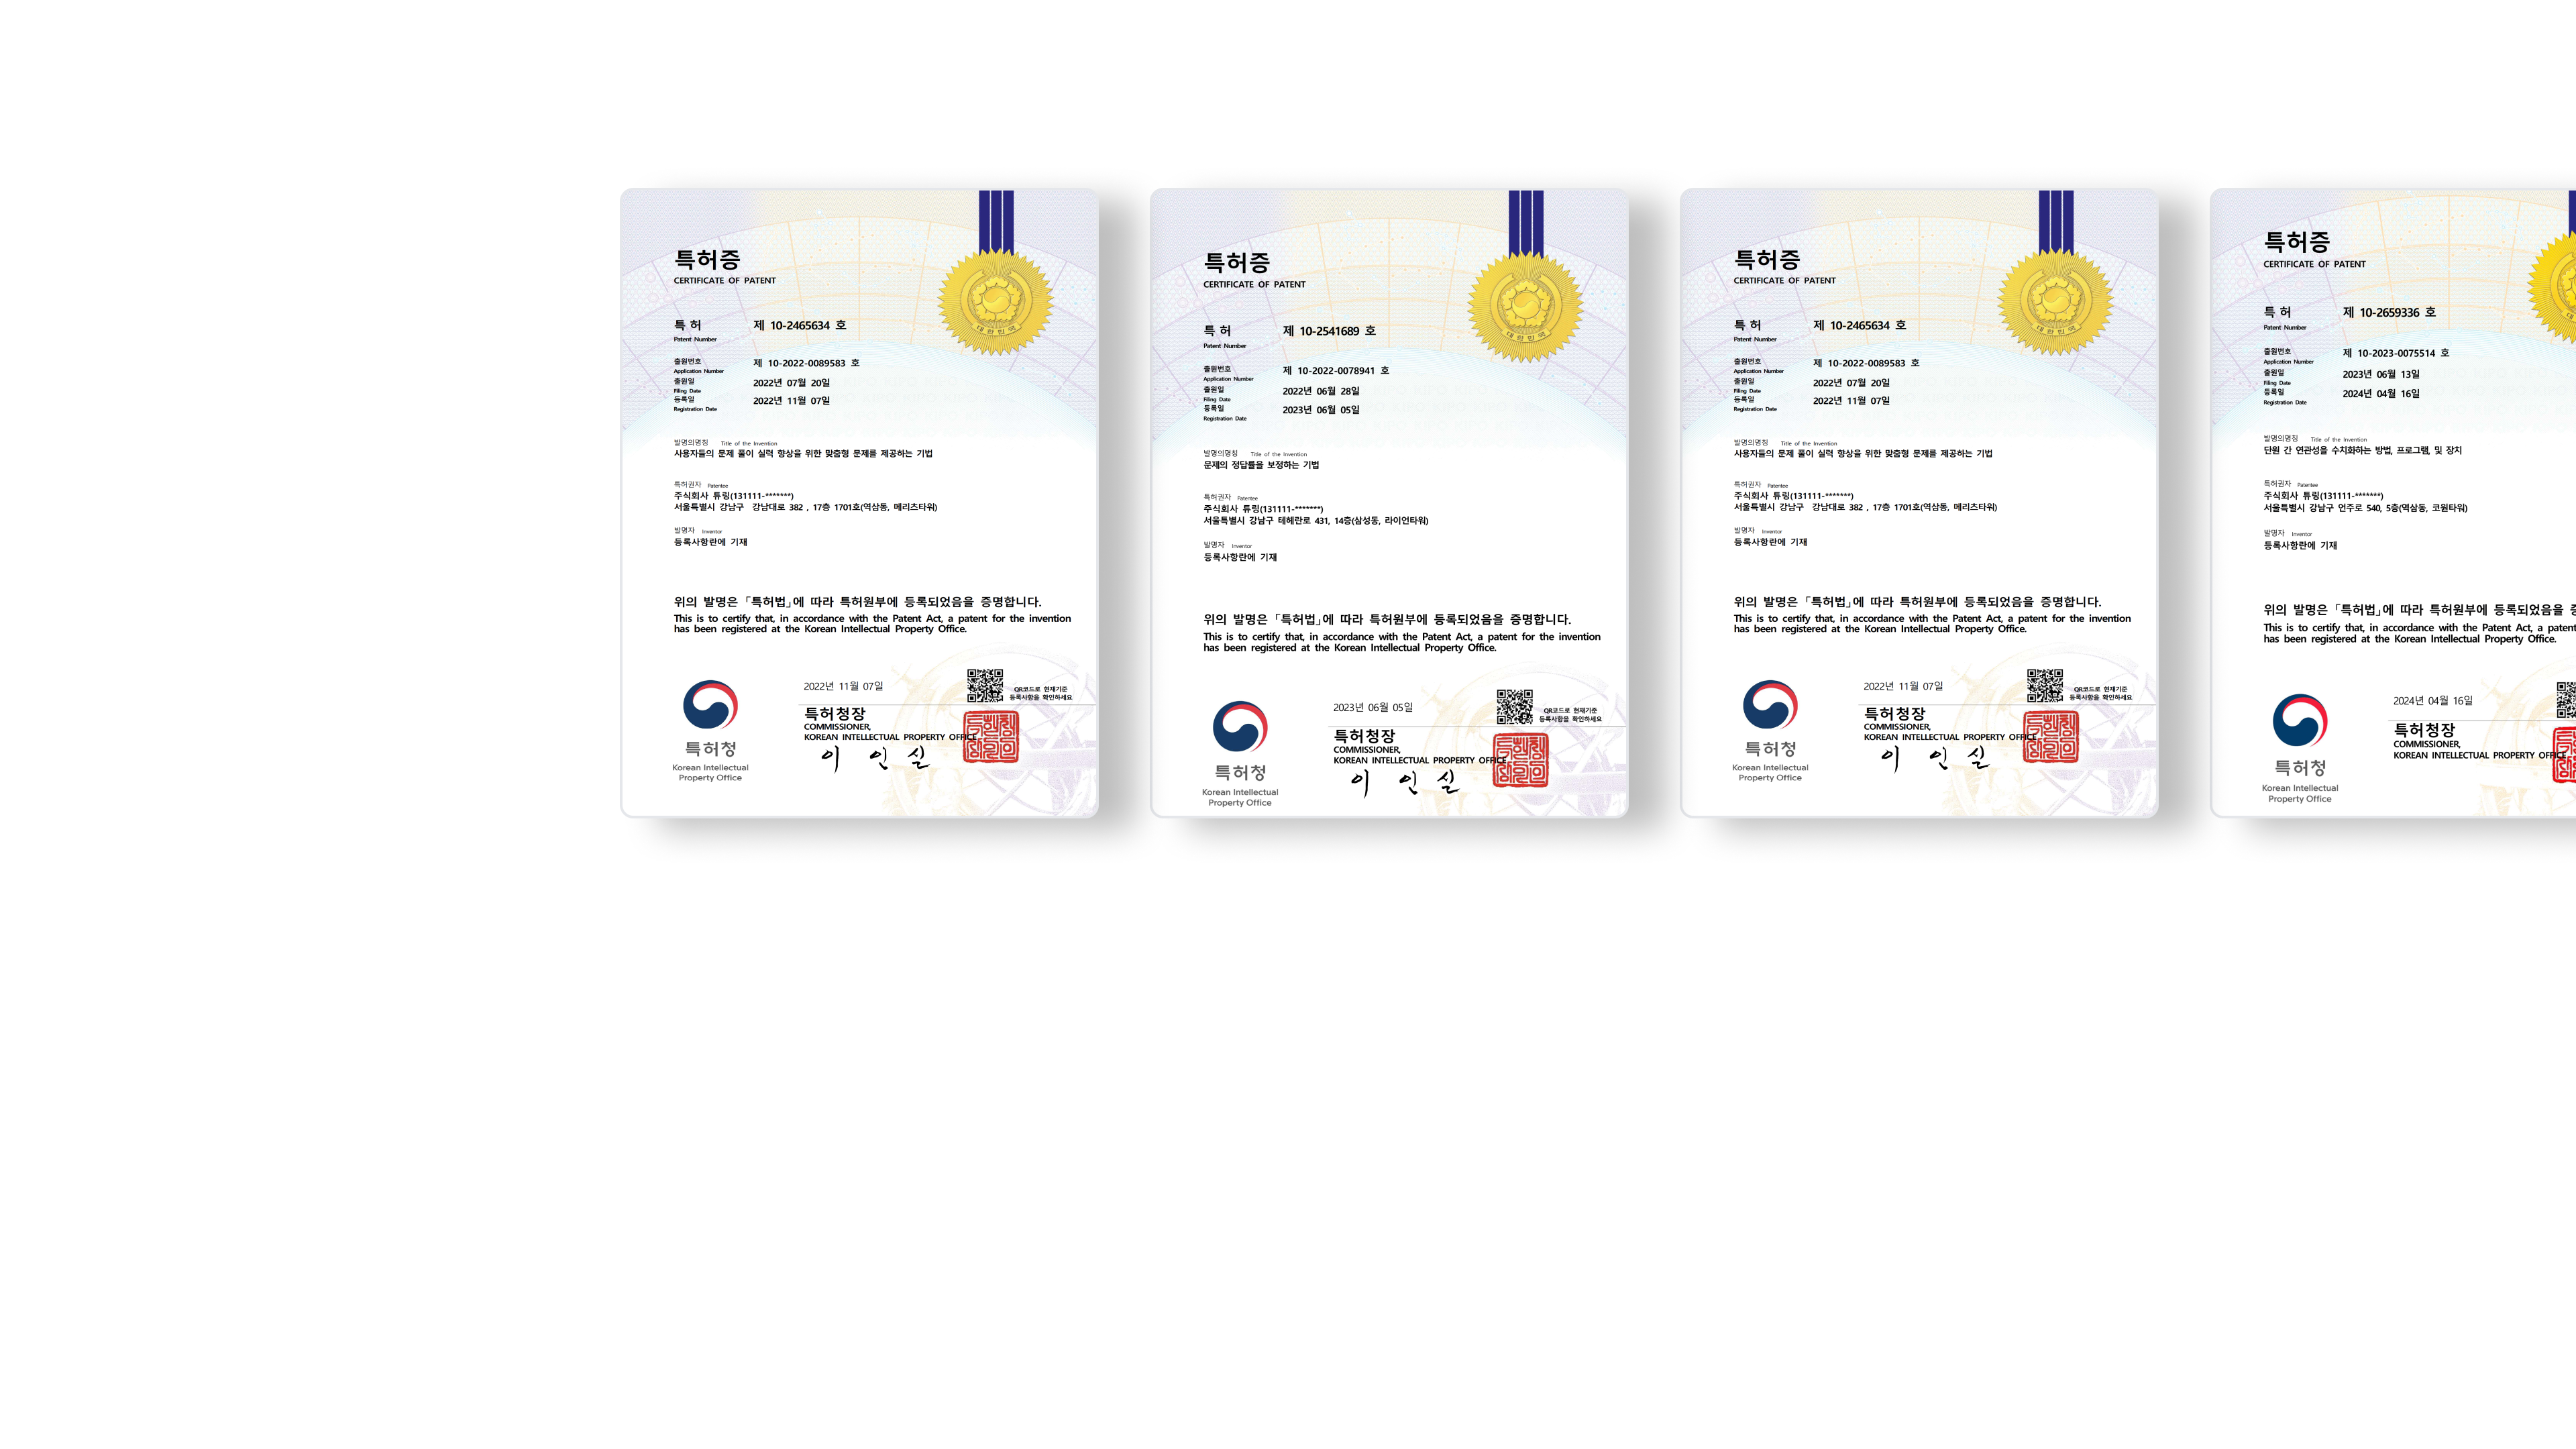 특허증
CERTIFICATE OF PATENT
특 허 제 10-2465634 호
Patent Number
출원번호 제 10-2022-0089583 호
Application Number
출원일 2022년 07월 20일
Filing Date
등록일 2022년 11월 07일
Registration Date
발명의명칭 Title of the Invention
사용자들의 문제 풀이 실력 향상을 위한 맞춤형 문제를 제공하는 기법
특허권자 Patentee
주식회사 튜링(131111-*******)
서울특별시 강남구 강남대로 382 , 17층 1701호(역삼동, 메리츠타워)
발명자 Inventor
등록사항란에 기재
위의 발명은 「특허법」에 따라 특허원부에 등록되었음을 증명합니다.
This is to certify that, in accordance with the Patent Act, a patent for the invention
has been registered at the Korean Intellectual Property Office.
2022년 11월 07일
QR코드로 현재기준
등록사항을 확인하세요
특허청장
COMMISSIONER,
KOREAN INTELLECTUAL PROPERTY OFFICE
이 인 실
특허청
Korean Intellectual
Property Office
대한민국
특허증
CERTIFICATE OF PATENT
특 허 제 10-2541689 호
Patent Number
출원번호 제 10-2022-0078941 호
Application Number
출원일 2022년 06월 28일
Filing Date
등록일 2023년 06월 05일
Registration Date
발명의명칭 Title of the Invention
문제의 정답률을 보정하는 기법
특허권자 Patentee
주식회사 튜링(131111-*******)
서울특별시 강남구 테헤란로 431, 14층(삼성동, 라이언타워)
발명자 Inventor
등록사항란에 기재
위의 발명은 「특허법」에 따라 특허원부에 등록되었음을 증명합니다.
This is to certify that, in accordance with the Patent Act, a patent for the invention
has been registered at the Korean Intellectual Property Office.
2023년 06월 05일
QR코드로 현재기준
등록사항을 확인하세요
특허청장
COMMISSIONER,
KOREAN INTELLECTUAL PROPERTY OFFICE
이 인 실
특허청
Korean Intellectual
Property Office
대한민국
특허증
CERTIFICATE OF PATENT
특 허 제 10-2465634 호
Patent Number
출원번호 제 10-2022-0089583 호
Application Number
출원일 2022년 07월 20일
Filing Date
등록일 2022년 11월 07일
Registration Date
발명의명칭 Title of the Invention
사용자들의 문제 풀이 실력 향상을 위한 맞춤형 문제를 제공하는 기법
특허권자 Patentee
주식회사 튜링(131111-*******)
서울특별시 강남구 강남대로 382 , 17층 1701호(역삼동, 메리츠타워)
발명자 Inventor
등록사항란에 기재
위의 발명은 「특허법」에 따라 특허원부에 등록되었음을 증명합니다.
This is to certify that, in accordance with the Patent Act, a patent for the invention
has been registered at the Korean Intellectual Property Office.
2022년 11월 07일
QR코드로 현재기준
등록사항을 확인하세요
특허청장
COMMISSIONER,
KOREAN INTELLECTUAL PROPERTY OFFICE
이 인 실
특허청
Korean Intellectual
Property Office
대한민국
특허증
CERTIFICATE OF PATENT
특 허 제 10-2659336 호
Patent Number
출원번호 제 10-2023-0075514 호
Application Number
출원일 2023년 06월 13일
Filing Date
등록일 2024년 04월 16일
Registration Date
발명의명칭 Title of the Invention
단원 간 연관성을 수치화하는 방법, 프로그램, 및 장치
특허권자 Patentee
주식회사 튜링(131111-*******)
서울특별시 강남구 언주로 540, 5층(역삼동, 코원타워)
발명자 Inventor
등록사항란에 기재
위의 발명은 「특허법」에 따라 특허원부에 등록되었음을
This is to certify that, in accordance with the Patent Act, a patent
has been registered at the Korean Intellectual Property Office.
2024년 04월 16일
특허청장
COMMISSIONER,
KOREAN INTELLECTUAL PROPERTY OFFICE
특허청
Korean Intellectual
Property Office